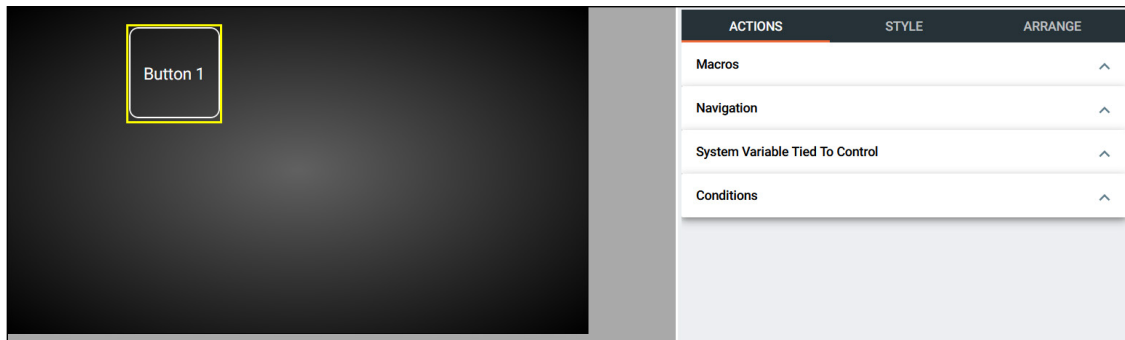 Button 1
ACTIONS STYLE ARRANGE
Macros
Navigation
System Variable Tied To Control
Conditions